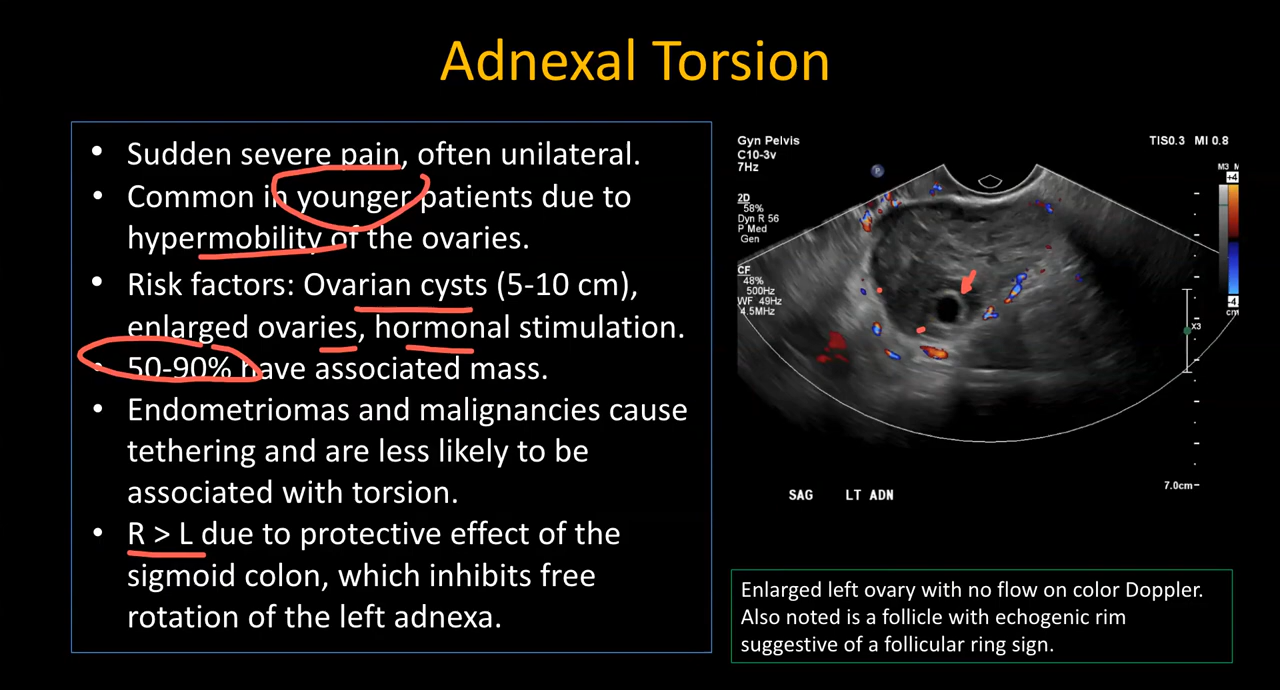 Adnexal Torsion
• Sudden severe pain, often unilateral.
• Common in younger patients due to
hypermobility of the ovaries.
• Risk factors: Ovarian cysts (5-10 cm),
enlarged ovaries, hormonal stimulation.
• 50-90% have associated mass.
• Endometriomas and malignancies cause
tethering and are less likely to be
associated with torsion.
• R > L due to protective effect of the
sigmoid colon, which inhibits free
rotation of the left adnexa.
Gyn Pelvis
C10-3v
7Hz
TIS0.3 MI 0.8
M3 M
+4
P
2D
58%
Dyn R 56
P Med
Gen
CF
48%
500Hz
WF 49Hz
4.5MHz
-4
cm
X3
7.0cm
SAG LT ADN
Enlarged left ovary with no flow on color Doppler.
Also noted is a follicle with echogenic rim
suggestive of a follicular ring sign.